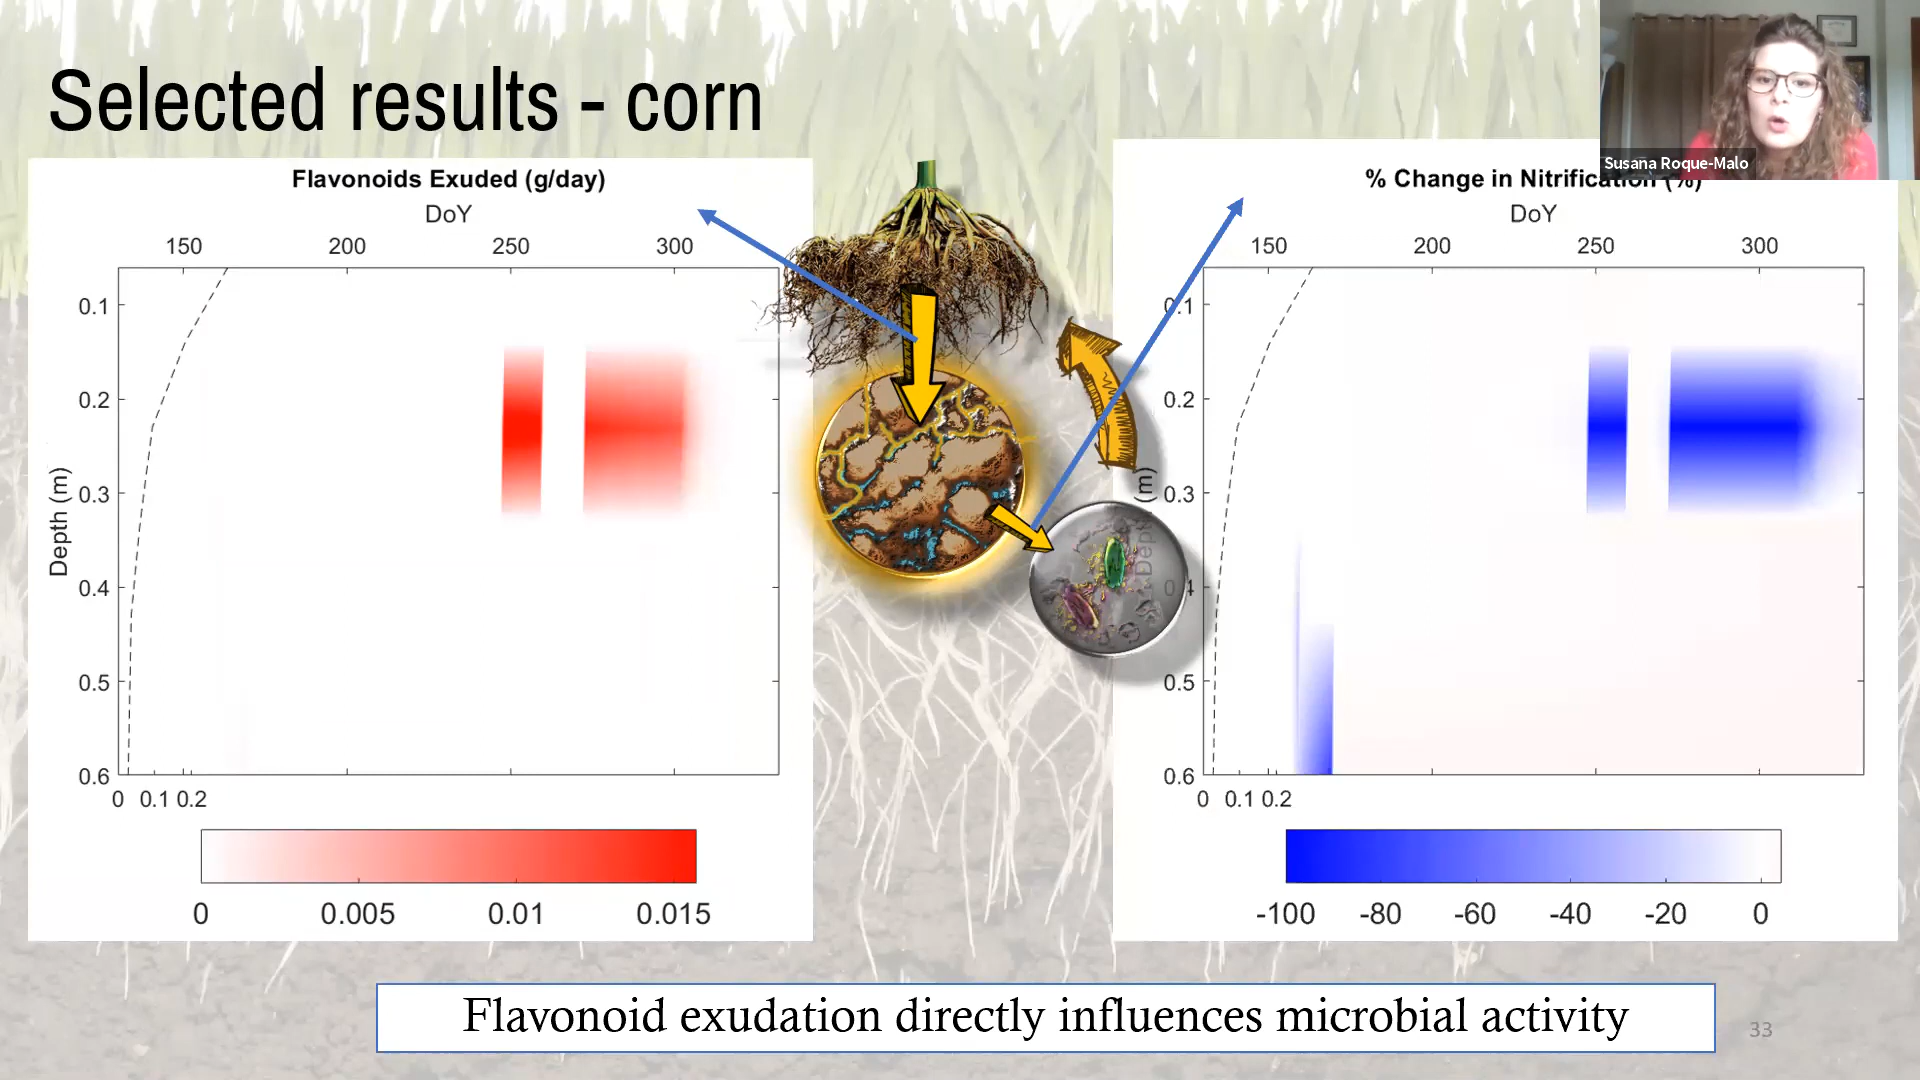 Selected results - corn
Susana Roque-Malo
Flavonoids Exuded (g/day)
DoY
150 200 250 300
0.1
0.2
0.3
0.4
0.5
0.6
Depth (m)
0 0.1 0.2
0 0.005 0.01 0.015
% Change in Nitrification (%)
DoY
150 200 250 300
0.1
0.2
0.3
0.4
0.5
0.6
Depth (m)
0 0.1 0.2
-100 -80 -60 -40 -20 0
Flavonoid exudation directly influences microbial activity
33